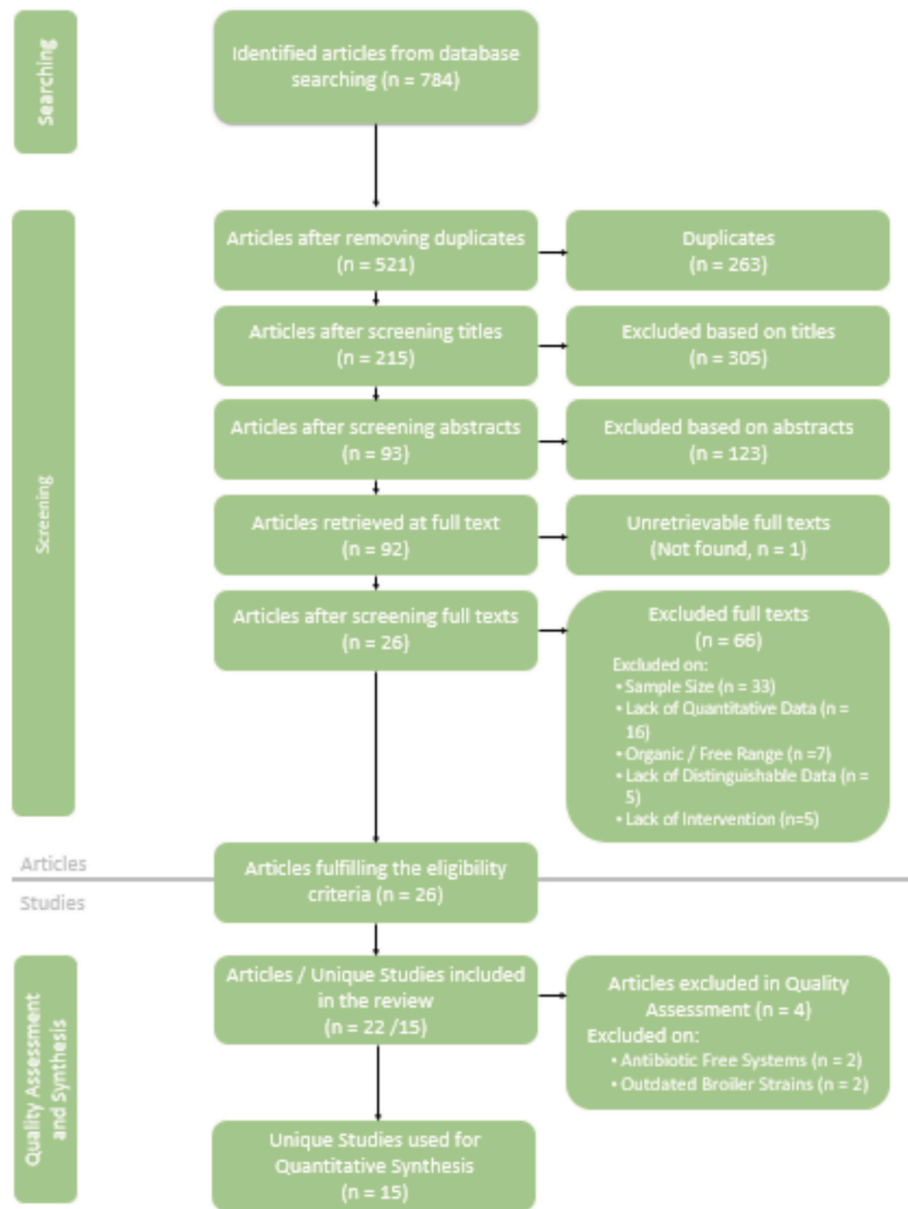 Searching
Identified articles from database
searching (n = 784)
Screening
Articles after removing duplicates
(n = 521)
Duplicates
(n = 263)
Articles after screening titles
(n = 215)
Excluded based on titles
(n = 305)
Articles after screening abstracts
(n = 93)
Excluded based on abstracts
(n = 123)
Articles retrieved at full text
(n = 92)
Unretrievable full texts
(Not found, n = 1)
Articles after screening full texts
(n = 26)
Excluded full texts
(n = 66)
Excluded on:
• Sample Size (n = 33)
• Lack of Quantitative Data (n =
16)
• Organic / Free Range (n =7)
• Lack of Distinguishable Data (n =
5)
• Lack of Intervention (n=5)
Articles
Studies
Articles fulfilling the eligibility
criteria (n = 26)
Quality Assessment
and Synthesis
Articles / Unique Studies included
in the review
(n = 22 /15)
Articles excluded in Quality
Assessment (n = 4)
Excluded on:
• Antibiotic Free Systems (n = 2)
• Outdated Broiler Strains (n = 2)
Unique Studies used for
Quantitative Synthesis
(n = 15)